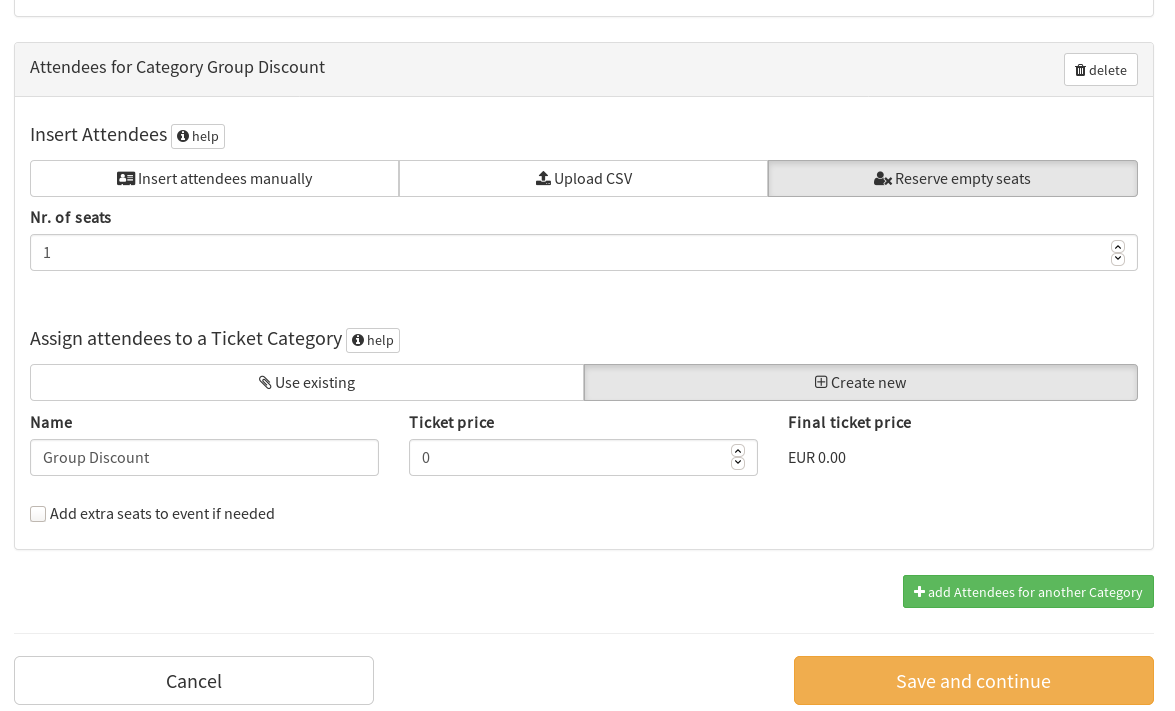 Attendees for Category Group Discount
delete
Insert Attendees help
Insert attendees manually
Upload CSV
Reserve empty seats
Nr. of seats
1
Assign attendees to a Ticket Category help
Use existing
Create new
Name
Ticket price
Final ticket price
Group Discount
0
EUR 0.00
Add extra seats to event if needed
add Attendees for another Category
Cancel
Save and continue